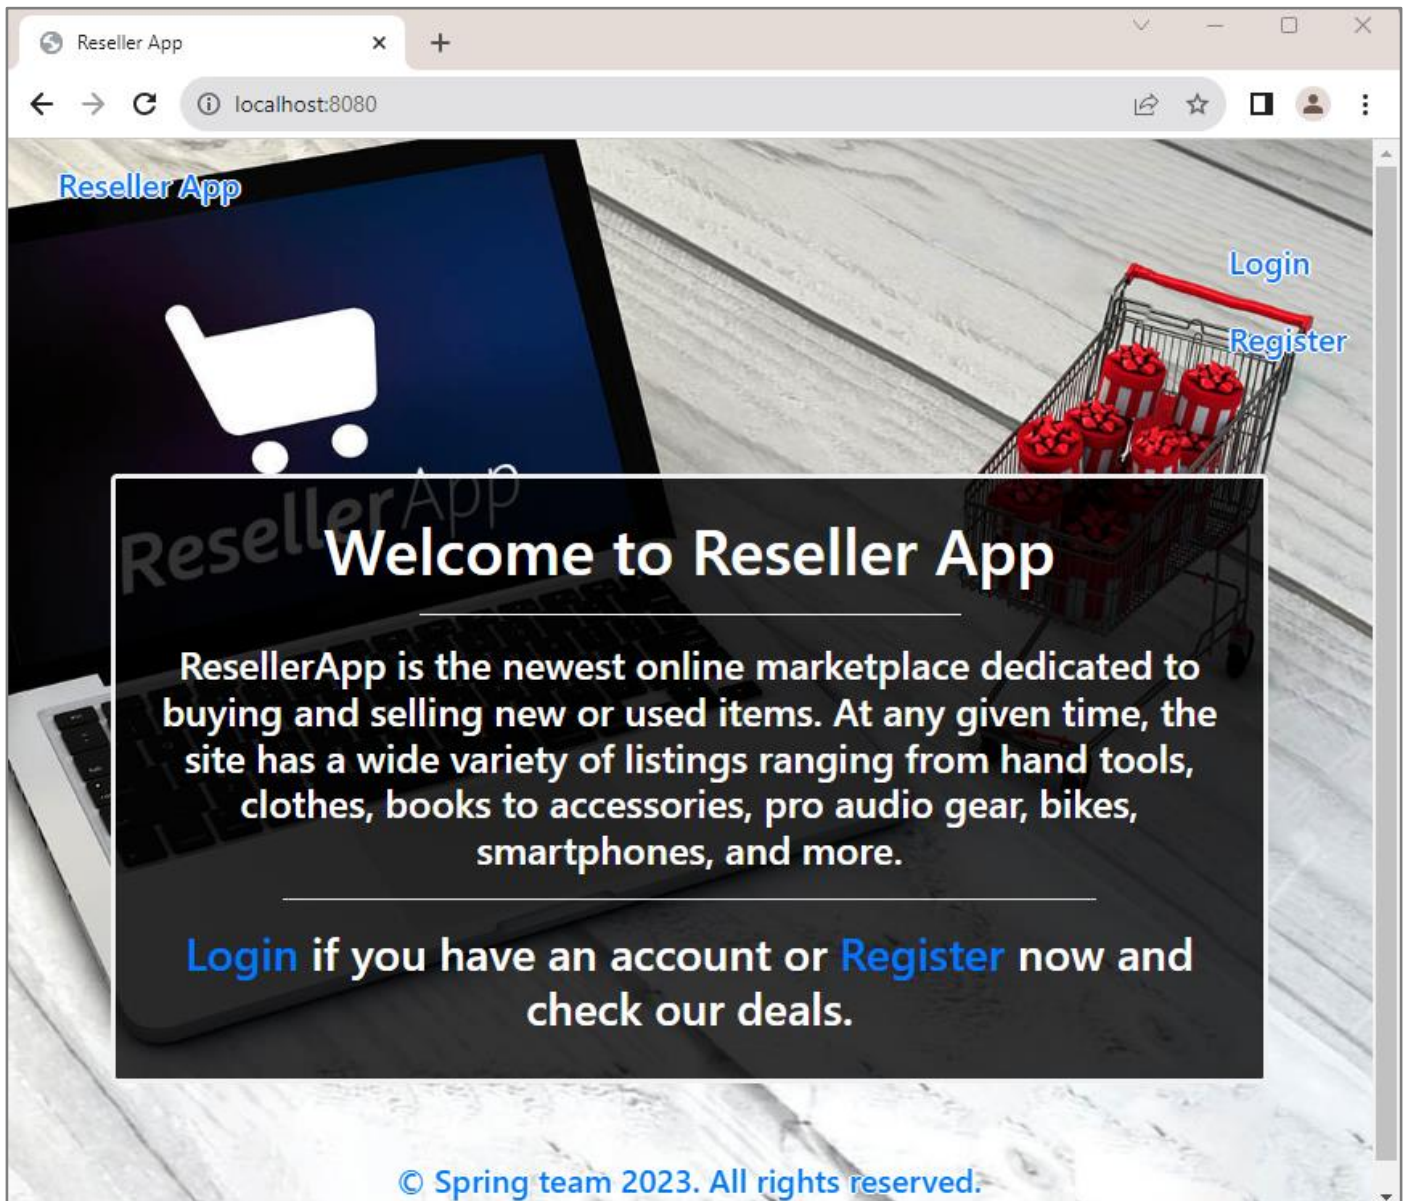 Reseller App
localhost:8080
Reseller App
Login
Register
ResellerApp
Welcome to Reseller App
ResellerApp is the newest online marketplace dedicated to
buying and selling new or used items. At any given time, the
site has a wide variety of listings ranging from hand tools,
clothes, books to accessories, pro audio gear, bikes,
smartphones, and more.
Login if you have an account or Register now and
check our deals.
© Spring team 2023. All rights reserved.